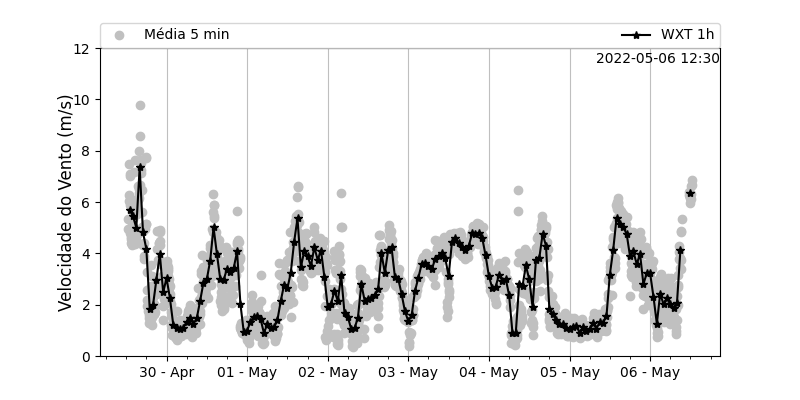 Média 5 min
WXT 1h
2022-05-06 12:30
Velocidade do Vento (m/s)
12
10
8
6
4
2
0
30 - Apr
01 - May
02 - May
03 - May
04 - May
05 - May
06 - May